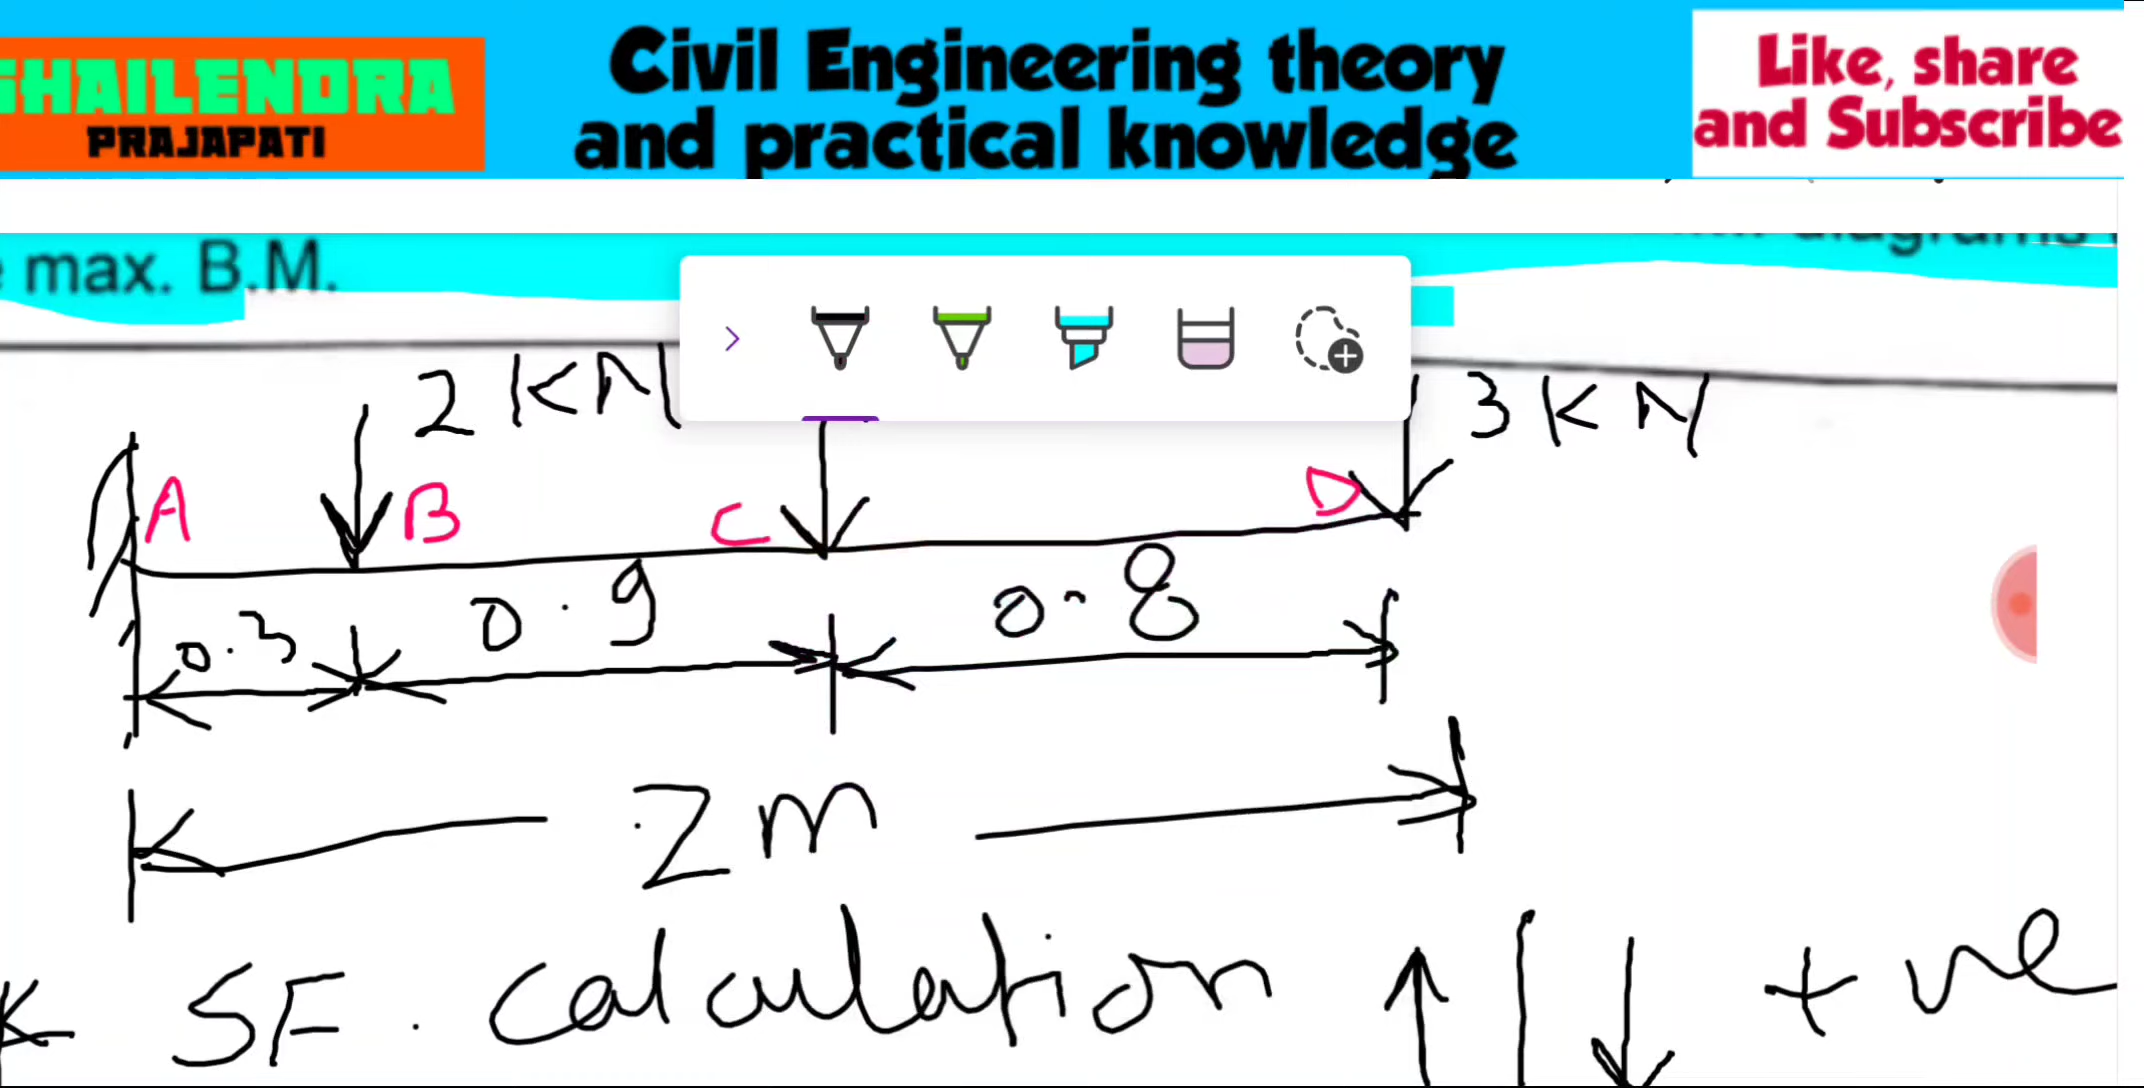 SHAILENDRA
PRAJAPATI
Civil Engineering theory
and practical knowledge
Like, share
and Subscribe
max. B.M.
diagrams
2 KN
3 KN
A
B
C
D
0.3
0.9
0.8
2m
SF. calculation
+ve